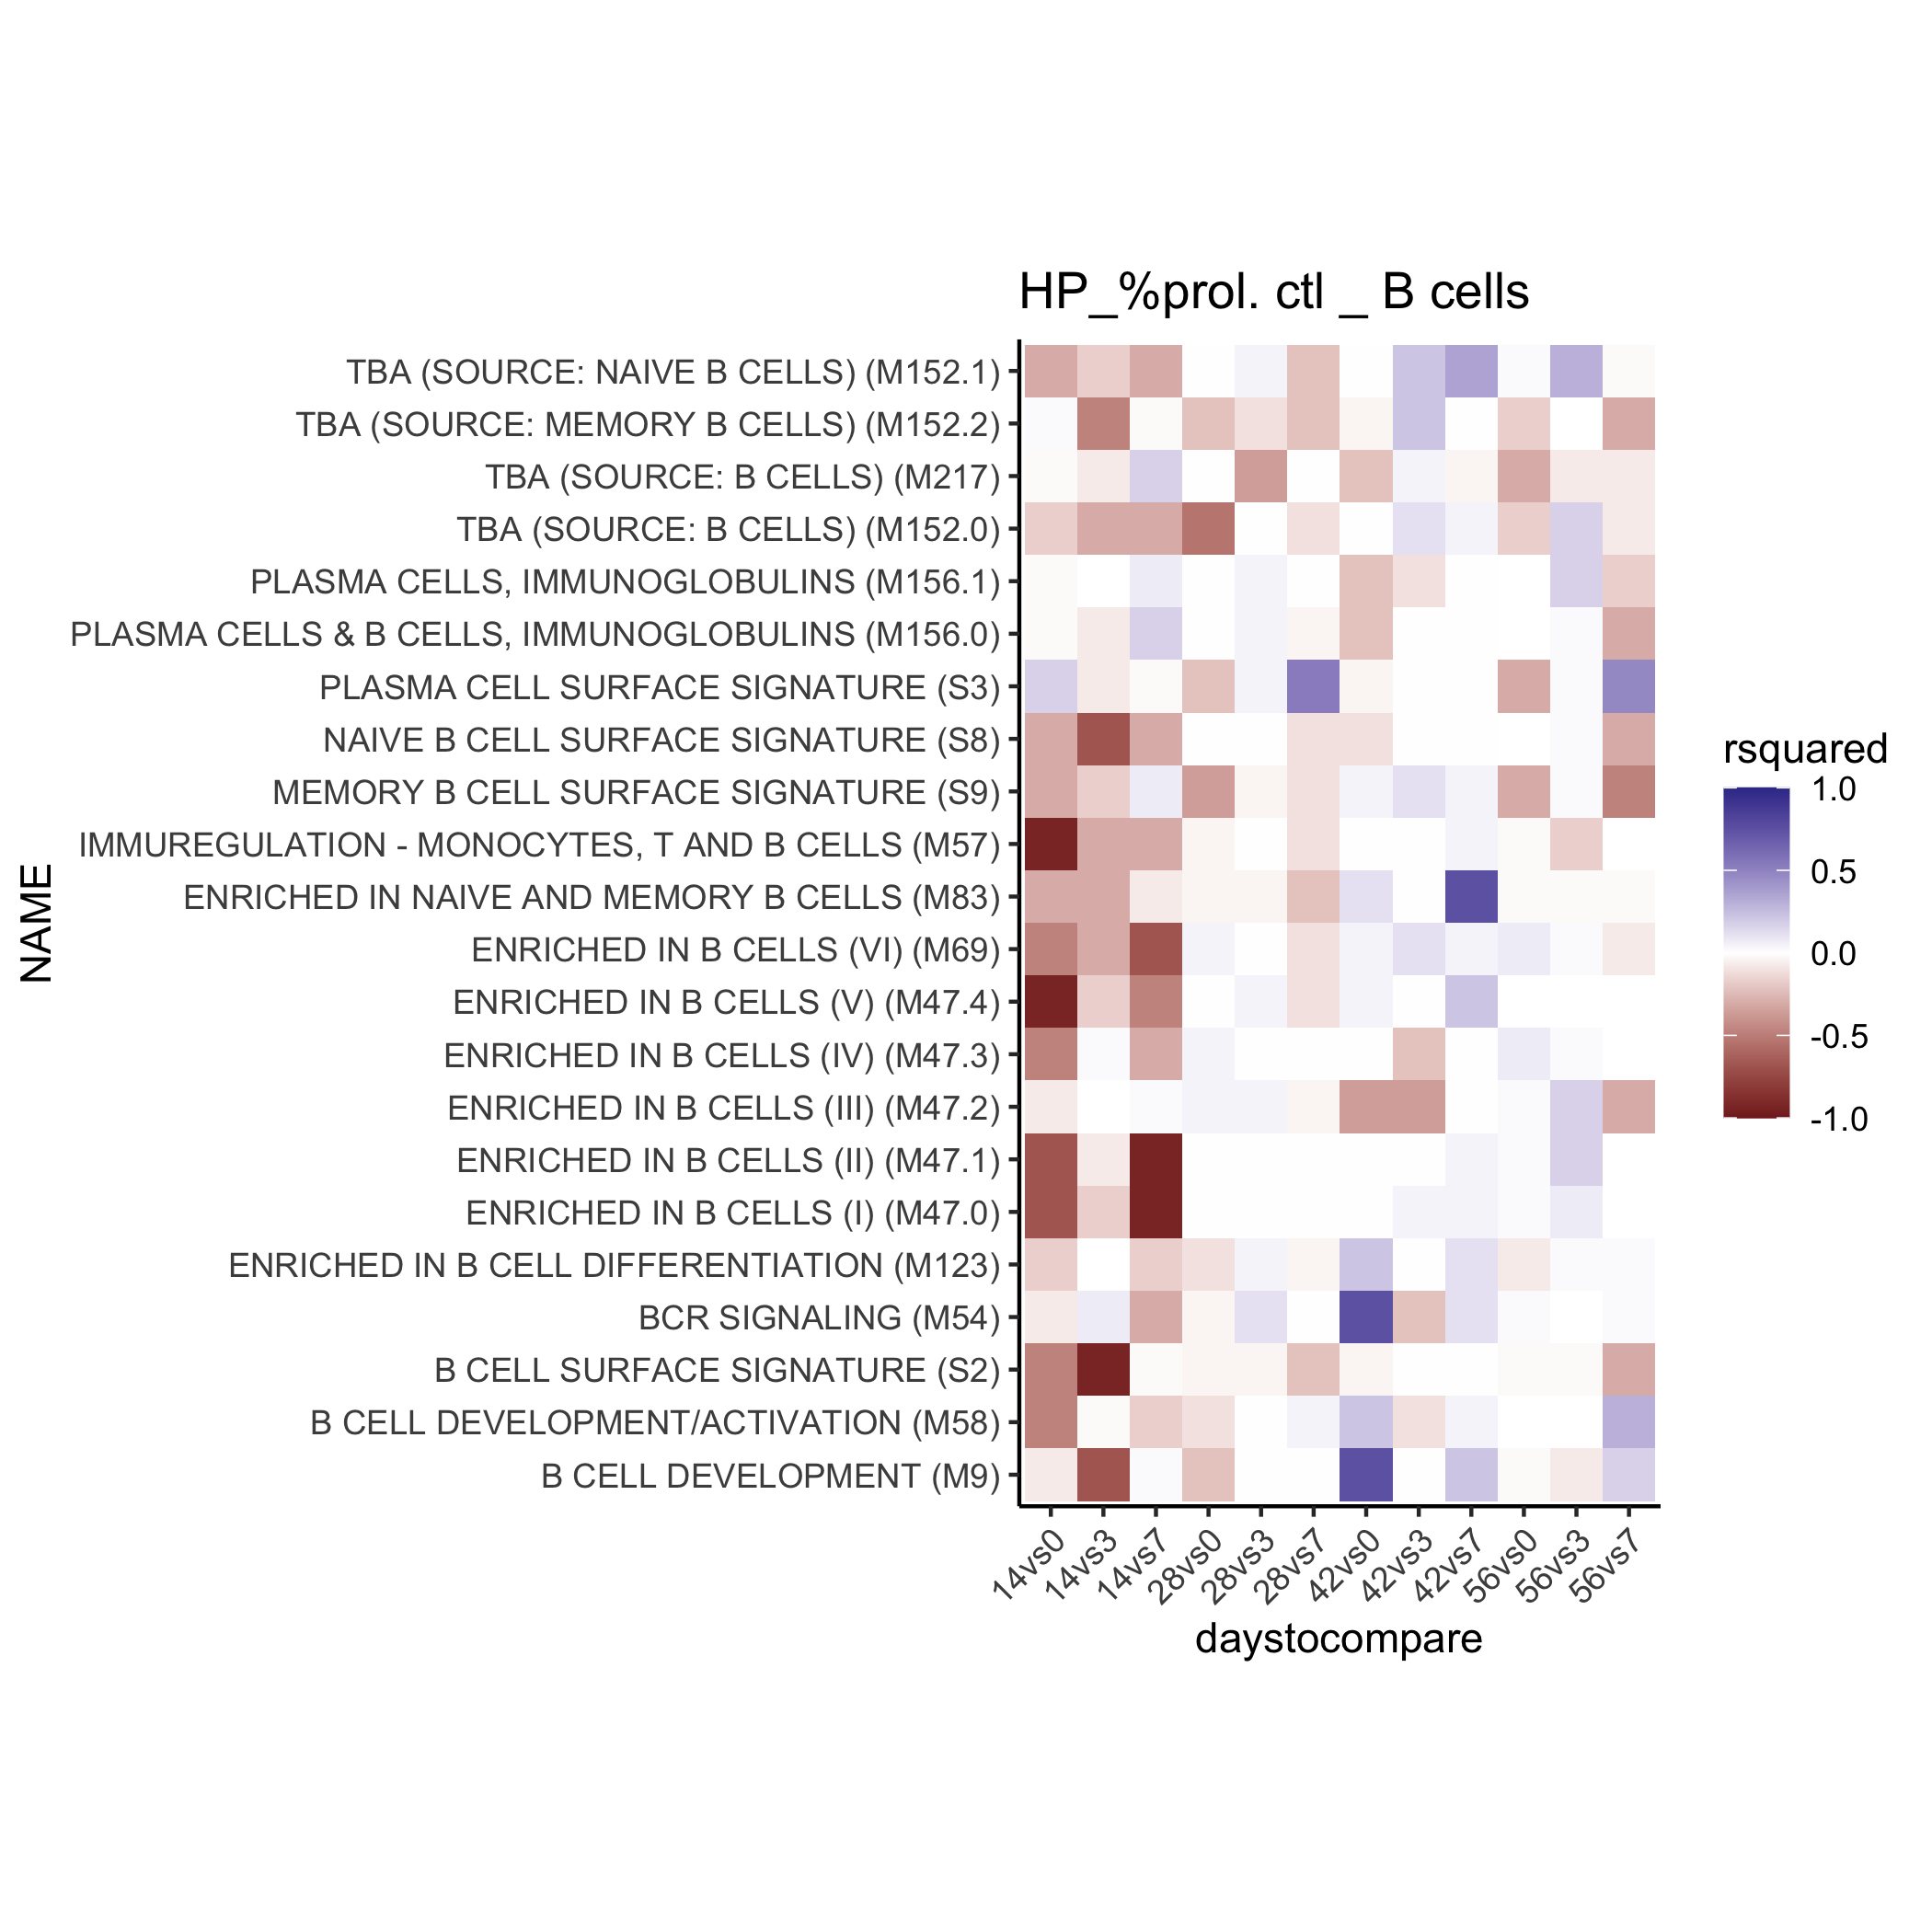 HP_%prol. ctl _ B cells
NAME
TBA (SOURCE: NAIVE B CELLS) (M152.1)
TBA (SOURCE: MEMORY B CELLS) (M152.2)
TBA (SOURCE: B CELLS) (M217)
TBA (SOURCE: B CELLS) (M152.0)
PLASMA CELLS, IMMUNOGLOBULINS (M156.1)
PLASMA CELLS & B CELLS, IMMUNOGLOBULINS (M156.0)
PLASMA CELL SURFACE SIGNATURE (S3)
NAIVE B CELL SURFACE SIGNATURE (S8)
MEMORY B CELL SURFACE SIGNATURE (S9)
IMMUREGULATION - MONOCYTES, T AND B CELLS (M57)
ENRICHED IN NAIVE AND MEMORY B CELLS (M83)
ENRICHED IN B CELLS (VI) (M69)
ENRICHED IN B CELLS (V) (M47.4)
ENRICHED IN B CELLS (IV) (M47.3)
ENRICHED IN B CELLS (III) (M47.2)
ENRICHED IN B CELLS (II) (M47.1)
ENRICHED IN B CELLS (I) (M47.0)
ENRICHED IN B CELL DIFFERENTIATION (M123)
BCR SIGNALING (M54)
B CELL SURFACE SIGNATURE (S2)
B CELL DEVELOPMENT/ACTIVATION (M58)
B CELL DEVELOPMENT (M9)
14vs0
14vs3
14vs7
28vs0
28vs3
28vs7
42vs0
42vs3
42vs7
56vs0
56vs3
56vs7
daystocompare
rsquared
1.0
0.5
0.0
-0.5
-1.0